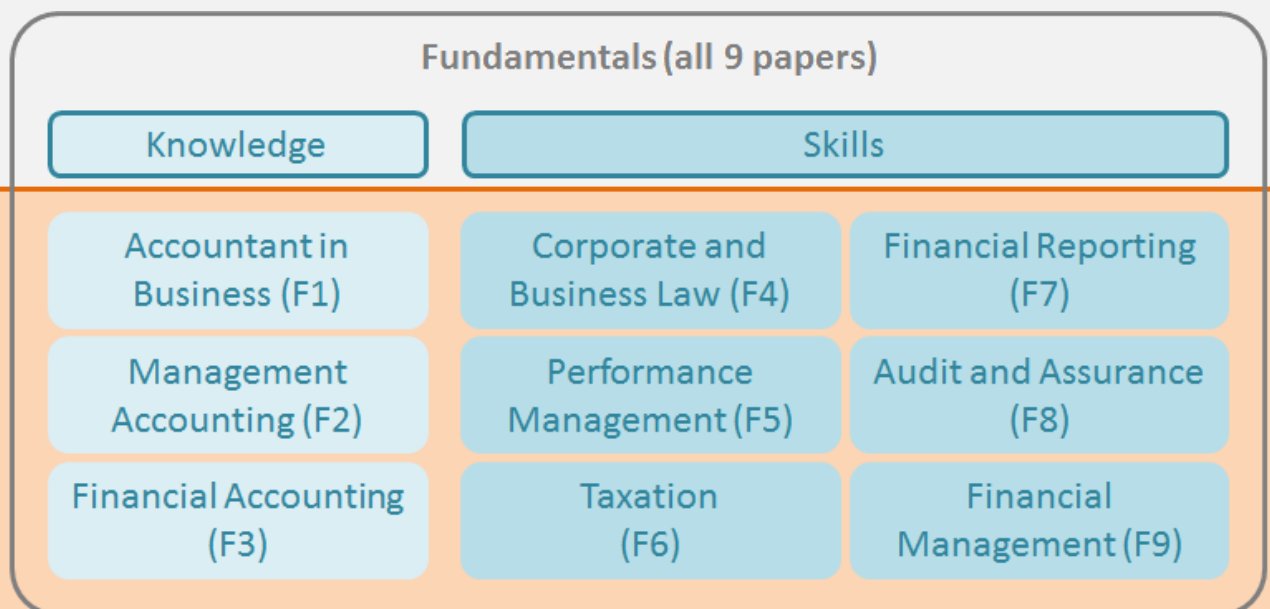 Fundamentals (all 9 papers)
Knowledge
Skills
Accountant in
Business (F1)
Management
Accounting (F2)
Financial Accounting
(F3)
Corporate and
Business Law (F4)
Performance
Management (F5)
Taxation
(F6)
Financial Reporting
(F7)
Audit and Assurance
(F8)
Financial
Management (F9)